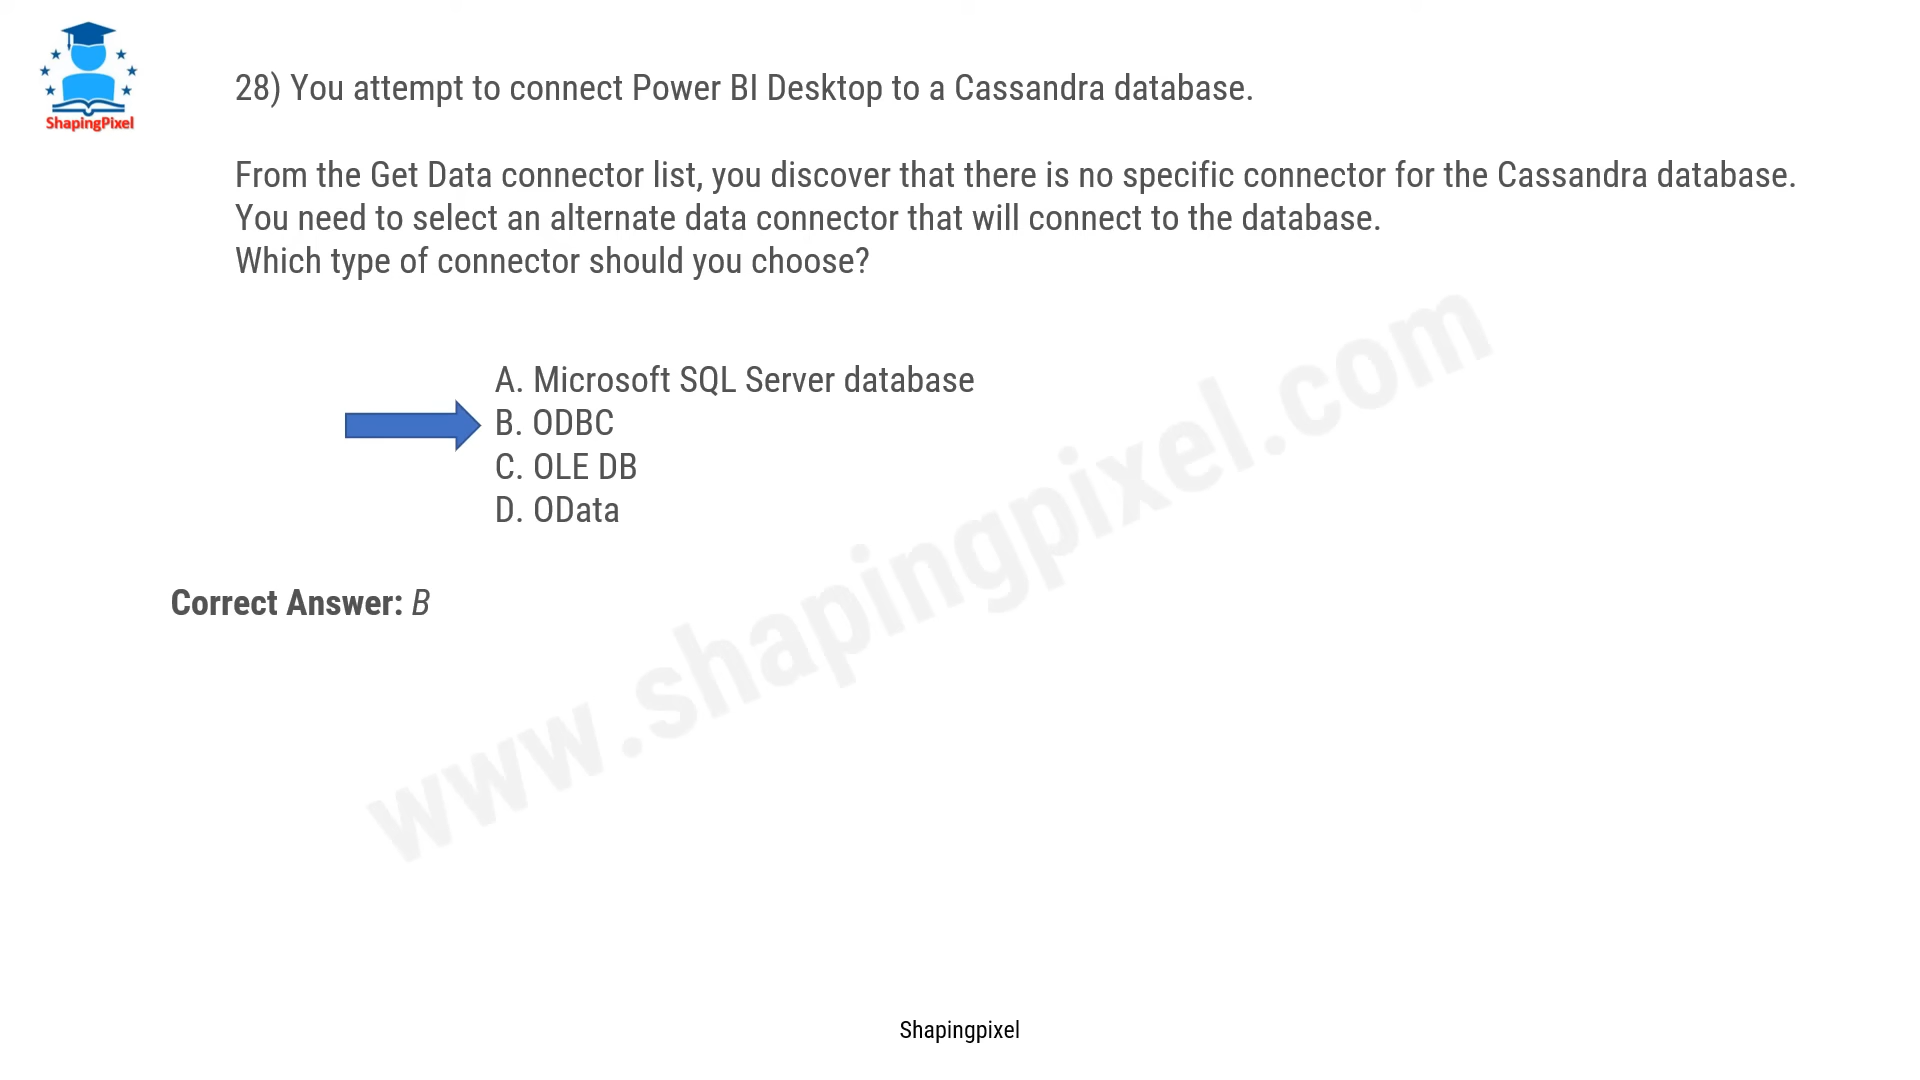 ShapingPixel
28) You attempt to connect Power BI Desktop to a Cassandra database.
From the Get Data connector list, you discover that there is no specific connector for the Cassandra database.
You need to select an alternate data connector that will connect to the database.
Which type of connector should you choose?
A. Microsoft SQL Server database
B. ODBC
C. OLE DB
D. OData
Correct Answer: B
www.shapingpixel.com
Shapingpixel